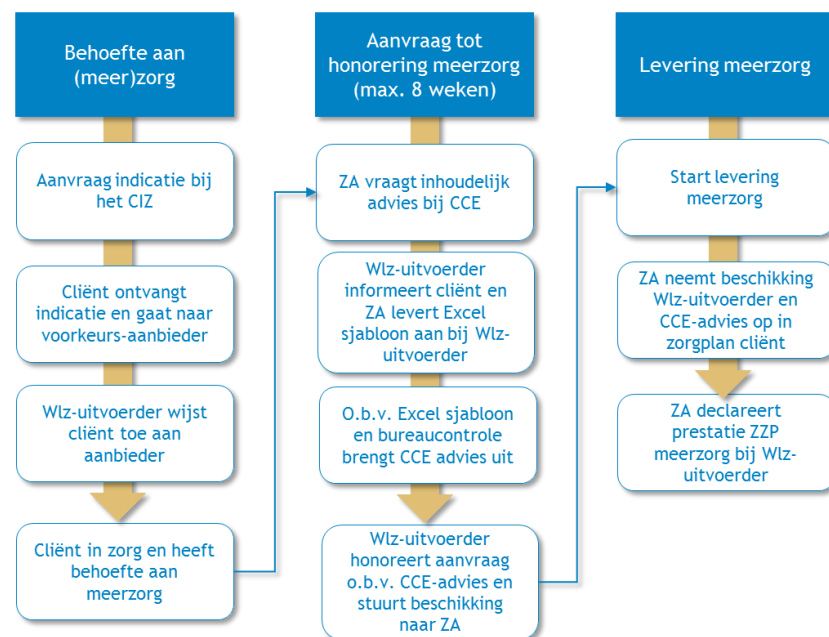 Behoefte aan
(meer)zorg
Aanvraag indicatie bij
het CIZ
Cliënt ontvangt
indicatie en gaat naar
voorkeurs-aanbieder
Wlz-uitvoerder wijst
cliënt toe aan
aanbieder
Cliënt in zorg en heeft
behoefte aan
meerzorg
Aanvraag tot
honorering meerzorg
(max. 8 weken)
ZA vraagt inhoudelijk
advies bij CCE
Wlz-uitvoerder
informeert cliënt en
ZA levert Excel
sjabloon aan bij Wlz-
uitvoerder
O.b.v. Excel sjabloon
en bureaucontrole
brengt CCE advies uit
Wlz-uitvoerder
honoreert aanvraag
o.b.v. CCE-advies en
stuurt beschikking
naar ZA
Levering meerzorg
Start levering
meerzorg
ZA neemt beschikking
Wlz-uitvoerder en
CCE-advies op in
zorgplan cliënt
ZA declareert
prestatie ZZP
meerzorg bij Wlz-
uitvoerder